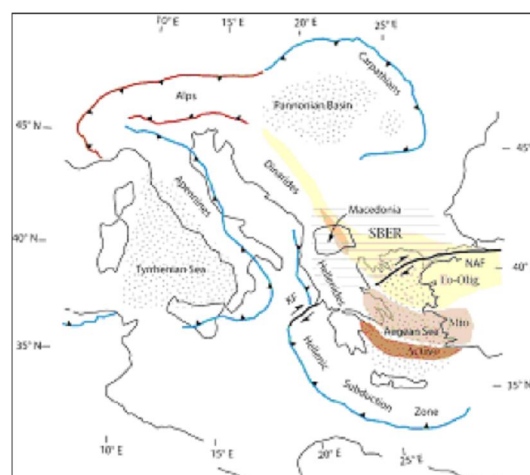 10° E
15° E
20° E
25° E
Carpathians
Alps
Pannonian Basin
45° N
45° N
Dinarides
Apennines
Macedonia
SBER
40° N
NAF
40° N
Eo-Olig
Tyrrhenian Sea
Hellenides
KF
Mio
Aegean Sea
Active
35° N
Hellenic
Subduction
Zone
35° N
10° E
15° E
20° E
25° E